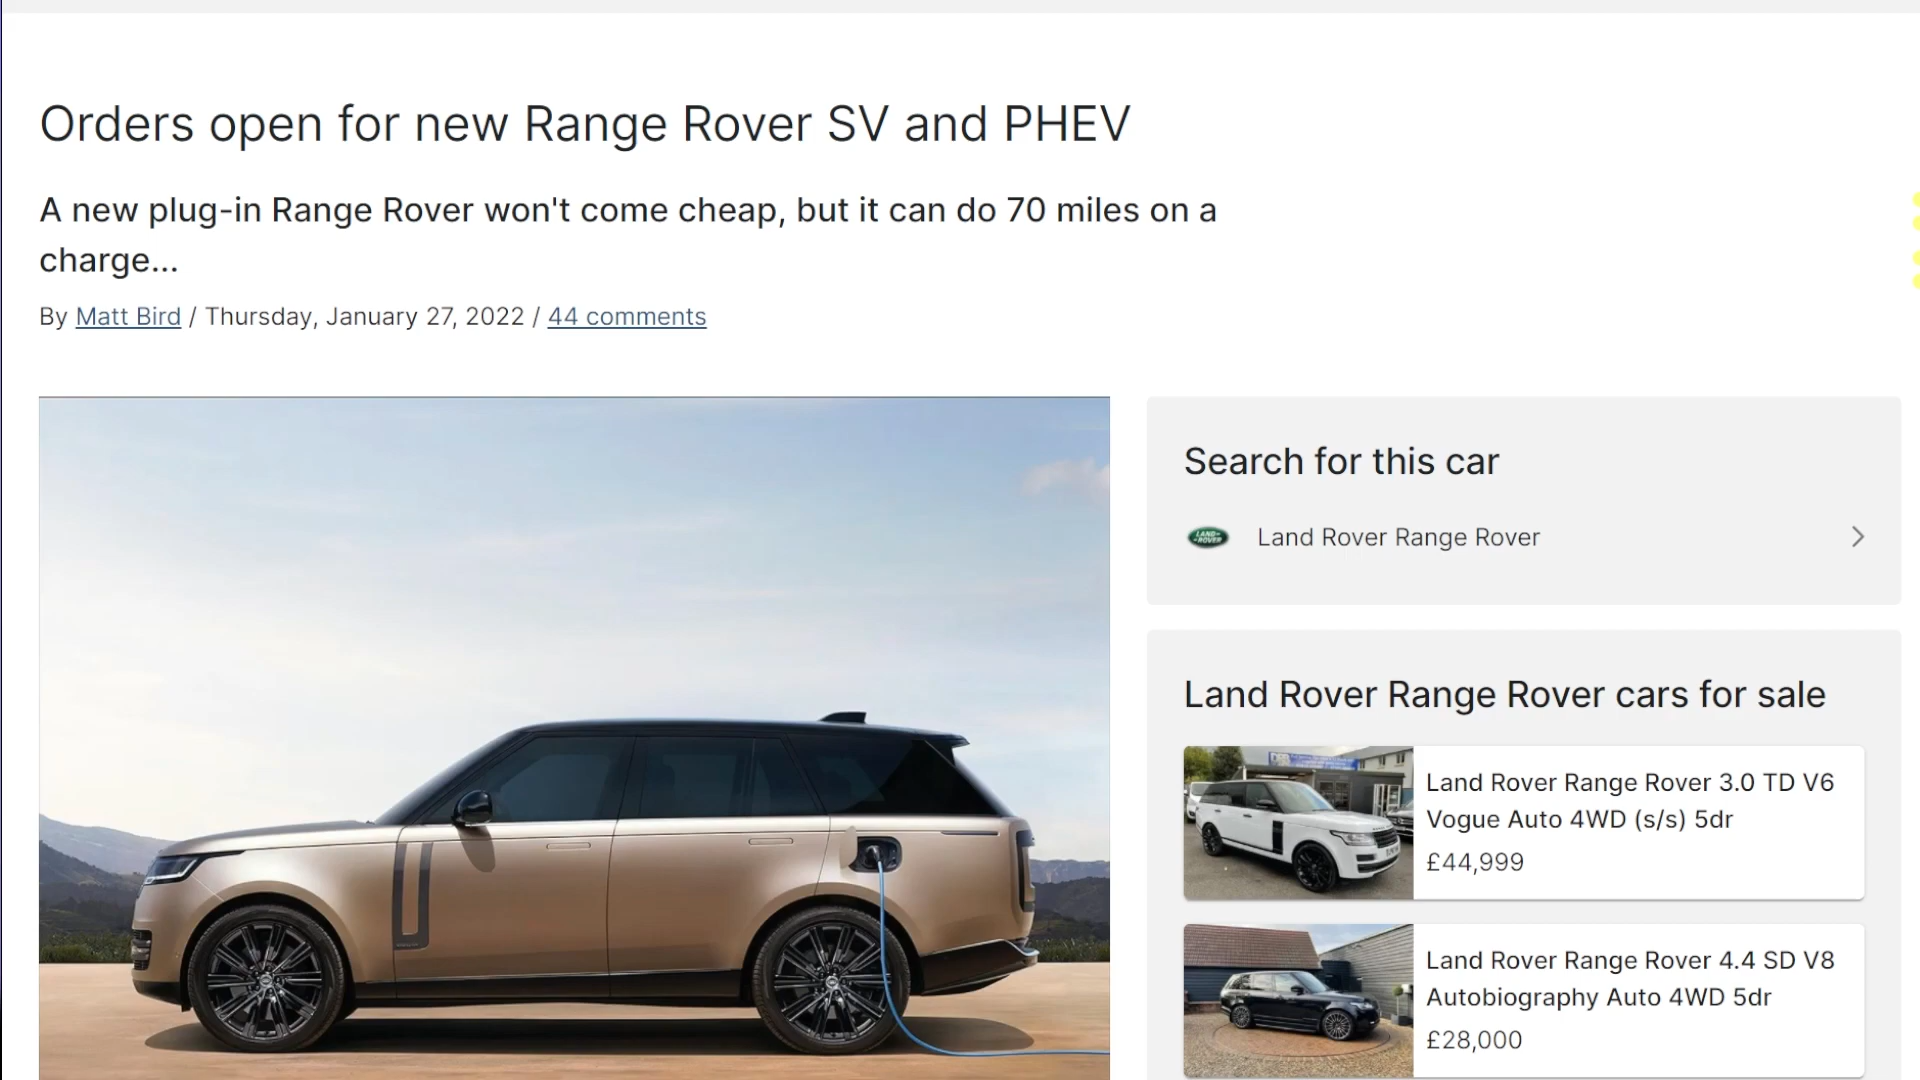 Orders open for new Range Rover SV and PHEV
A new plug-in Range Rover won't come cheap, but it can do 70 miles on a
charge...
By Matt Bird / Thursday, January 27, 2022 / 44 comments
Search for this car
LAND-
ROVER
Land Rover Range Rover
Land Rover Range Rover cars for sale
Land Rover Range Rover 3.0 TD V6
Vogue Auto 4WD (s/s) 5dr
£44,999
Land Rover Range Rover 4.4 SD V8
Autobiography Auto 4WD 5dr
£28,000